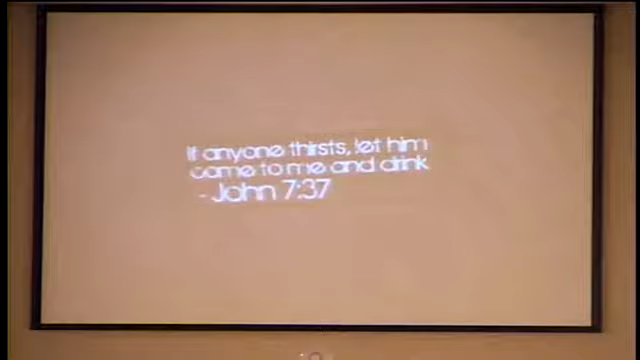 If anyone thirsts, let him
come to me and drink
- John 7:37